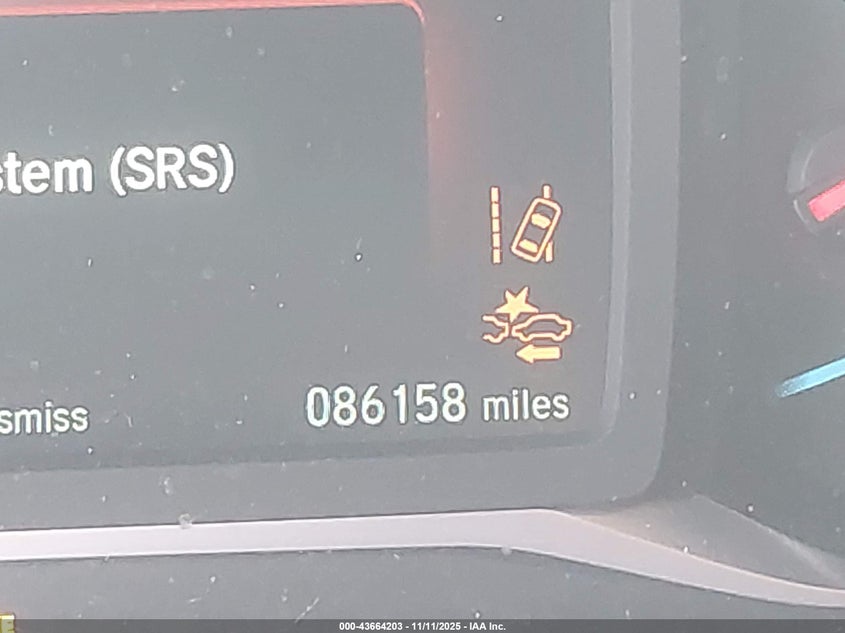 stem (SRS)
086158 miles
smiss
E
000-43664203 - 11/11/2025 - IAA Inc.